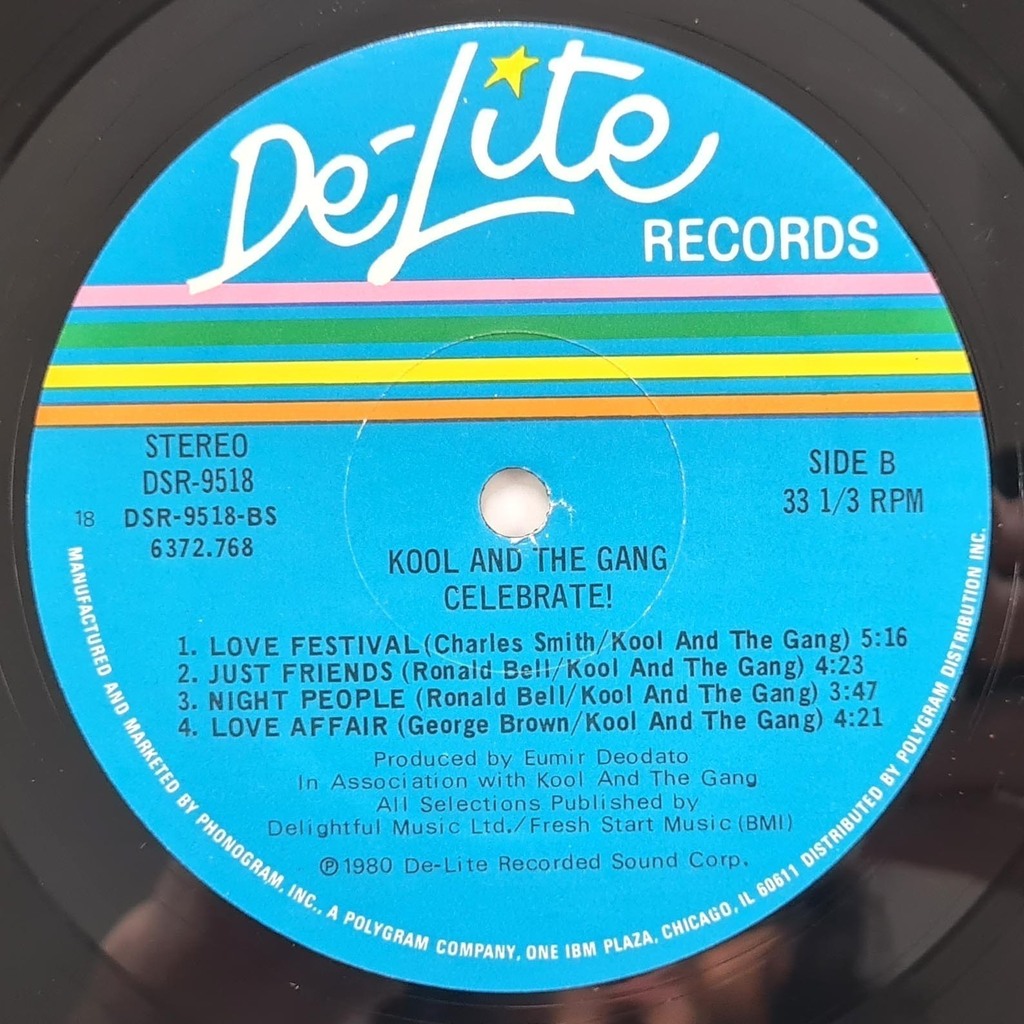 De-Lite
RECORDS
STEREO
DSR-9518
18 DSR-9518-BS
6372.768
SIDE B
33 1/3 RPM
KOOL AND THE GANG
CELEBRATE!
1. LOVE FESTIVAL (Charles Smith/Kool And The Gang) 5:16
2. JUST FRIENDS (Ronald Bell/Kool And The Gang) 4:23
3. NIGHT PEOPLE (Ronald Bell/Kool And The Gang) 3:47
4. LOVE AFFAIR (George Brown/Kool And The Gang) 4:21
Produced by Eumir Deodato
In Association with Kool And The Gang
All Selections Published by
Delightful Music Ltd./Fresh Start Music (BMI)
℗ 1980 De-Lite Recorded Sound Corp.
MANUFACTURED AND MARKETED BY PHONOGRAM, INC., A POLYGRAM COMPANY, ONE IBM PLAZA, CHICAGO, IL 60611 DISTRIBUTED BY POLYGRAM DISTRIBUTION INC.